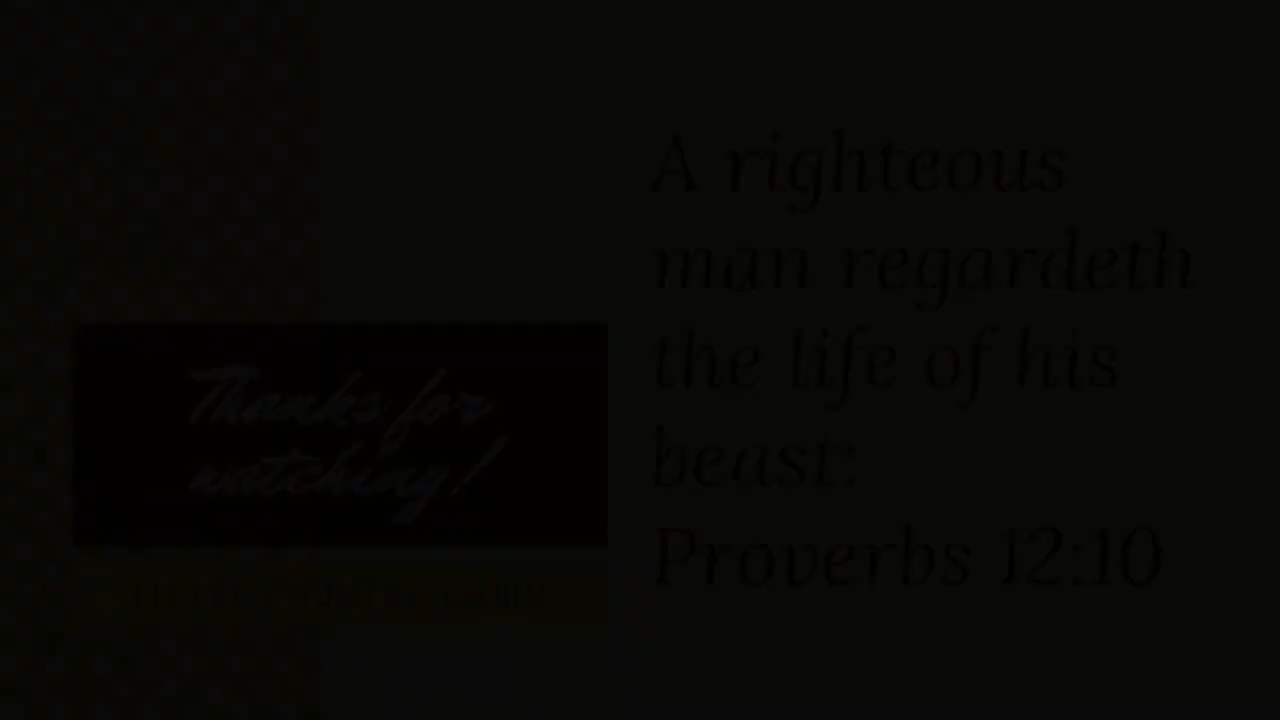 Thanks for
watching!
A righteous
man regardeth
the life of his
beast:
Proverbs 12:10